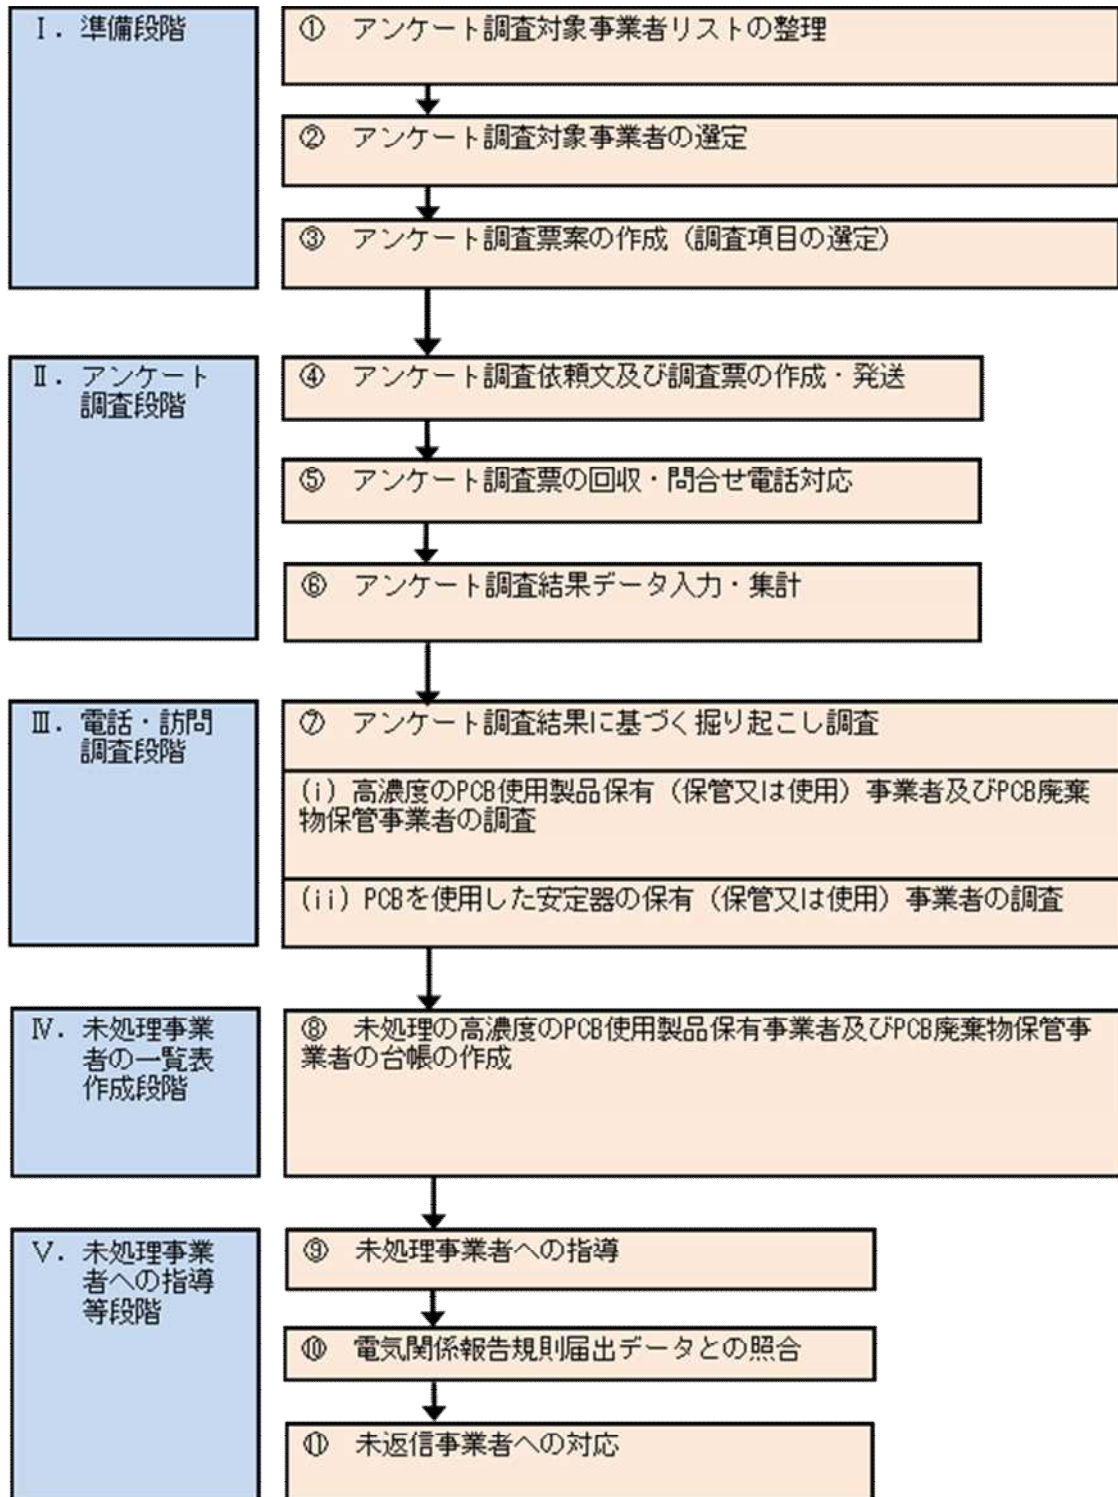 Ⅰ．準備段階
① アンケート調査対象事業者リストの整理
② アンケート調査対象事業者の選定
③ アンケート調査票案の作成（調査項目の選定）
Ⅱ．アンケート
調査段階
④ アンケート調査依頼文及び調査票の作成・発送
⑤ アンケート調査票の回収・問合せ電話対応
⑥ アンケート調査結果データ入力・集計
Ⅲ．電話・訪問
調査段階
⑦ アンケート調査結果に基づく掘り起こし調査
(i) 高濃度のPCB使用製品保有（保管又は使用）事業者及びPCB廃棄
物保管事業者の調査
(ii) PCBを使用した安定器の保有（保管又は使用）事業者の調査
Ⅳ．未処理事業
者の一覧表
作成段階
⑧ 未処理の高濃度のPCB使用製品保有事業者及びPCB廃棄物保管事
業者の台帳の作成
Ⅴ．未処理事業
者への指導
等段階
⑨ 未処理事業者への指導
⑩ 電気関係報告規則届出データとの照合
⑪ 未返信事業者への対応